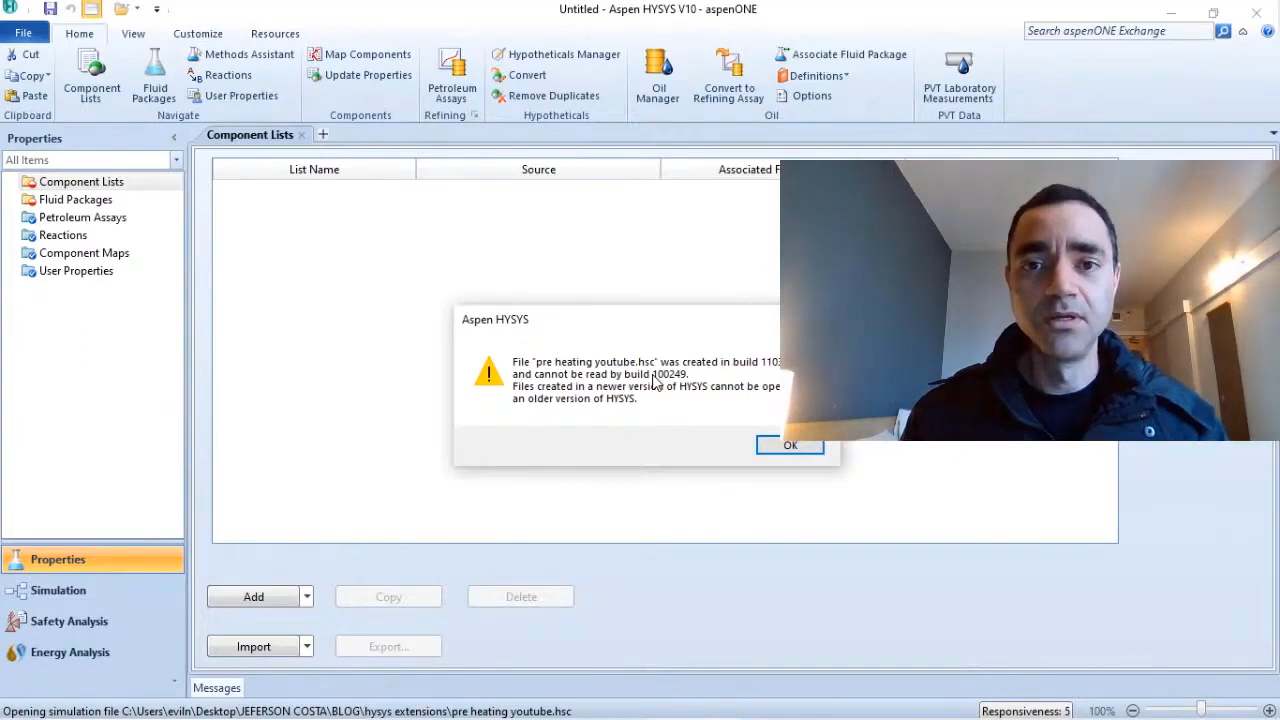 Untitled - Aspen HYSYS V10 - aspenONE
File
Home
View
Customize
Resources
Search aspenONE Exchange
Cut
Copy
Paste
Clipboard
Component Lists
Fluid Packages
Methods Assistant
Reactions
User Properties
Navigate
Map Components
Update Properties
Components
Petroleum Assays
Refining
Hypotheticals Manager
Convert
Remove Duplicates
Hypotheticals
Oil Manager
Convert to Refining Assay
Associate Fluid Package
Definitions
Options
Oil
PVT Laboratory Measurements
PVT Data
Properties
All Items
Component Lists
Fluid Packages
Petroleum Assays
Reactions
Component Maps
User Properties
Component Lists
List Name
Source
Associated
Aspen HYSYS
File "pre heating youtube.hsc" was created in build
and cannot be read by build 100249.
Files created in a newer version of HYSYS cannot be
an older version of HYSYS.
OK
Add
Copy
Delete
Import
Export...
Properties
Simulation
Safety Analysis
Energy Analysis
Messages
Opening simulation file C:\Users\eviln\Desktop\JEFERSON COSTA\BLOG\hysys extensions\pre heating youtube.hsc
Responsiveness: 5
100%